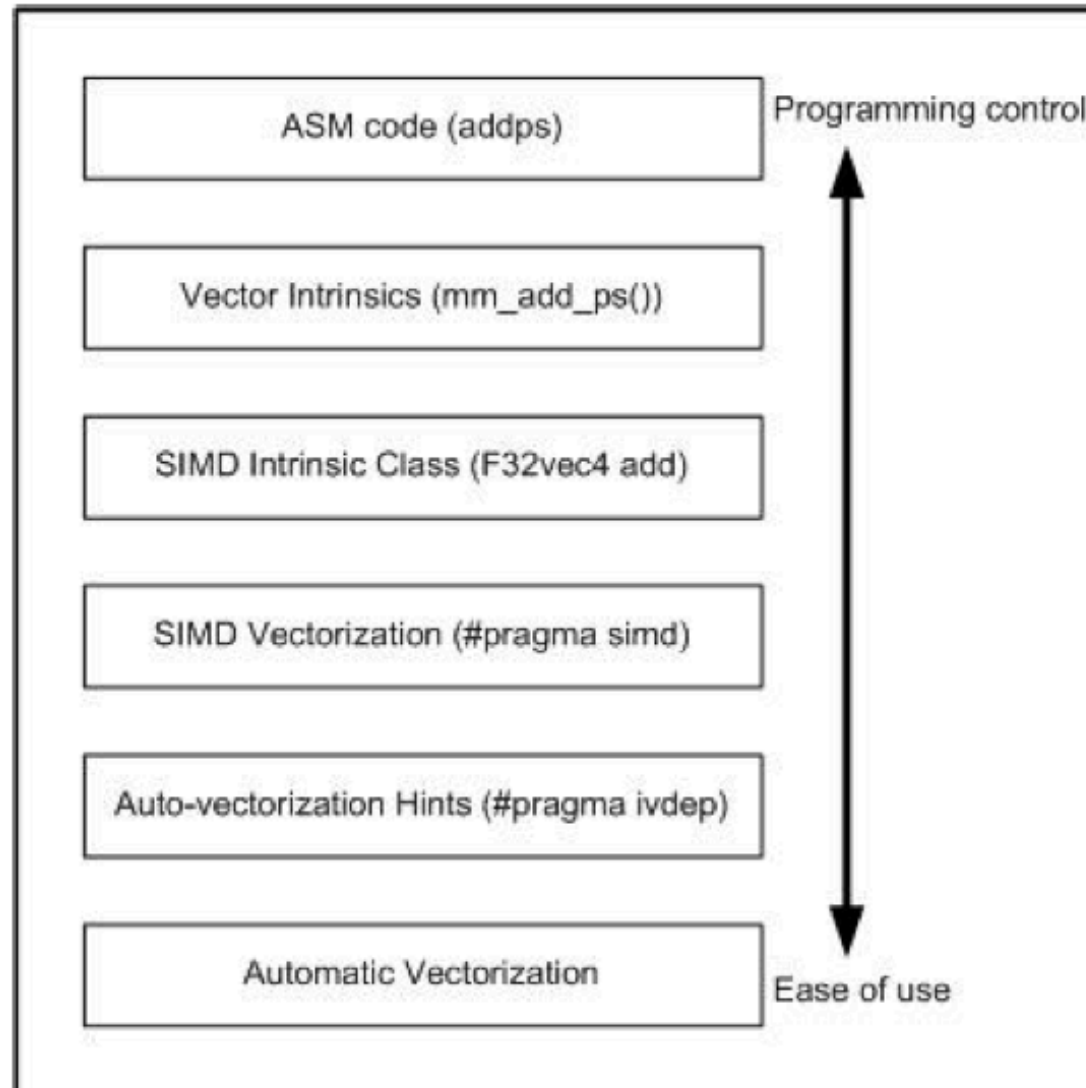 ASM code (addps)
Programming control
Vector Intrinsics (mm_add_ps())
SIMD Intrinsic Class (F32vec4 add)
SIMD Vectorization (#pragma simd)
Auto-vectorization Hints (#pragma ivdep)
Automatic Vectorization
Ease of use